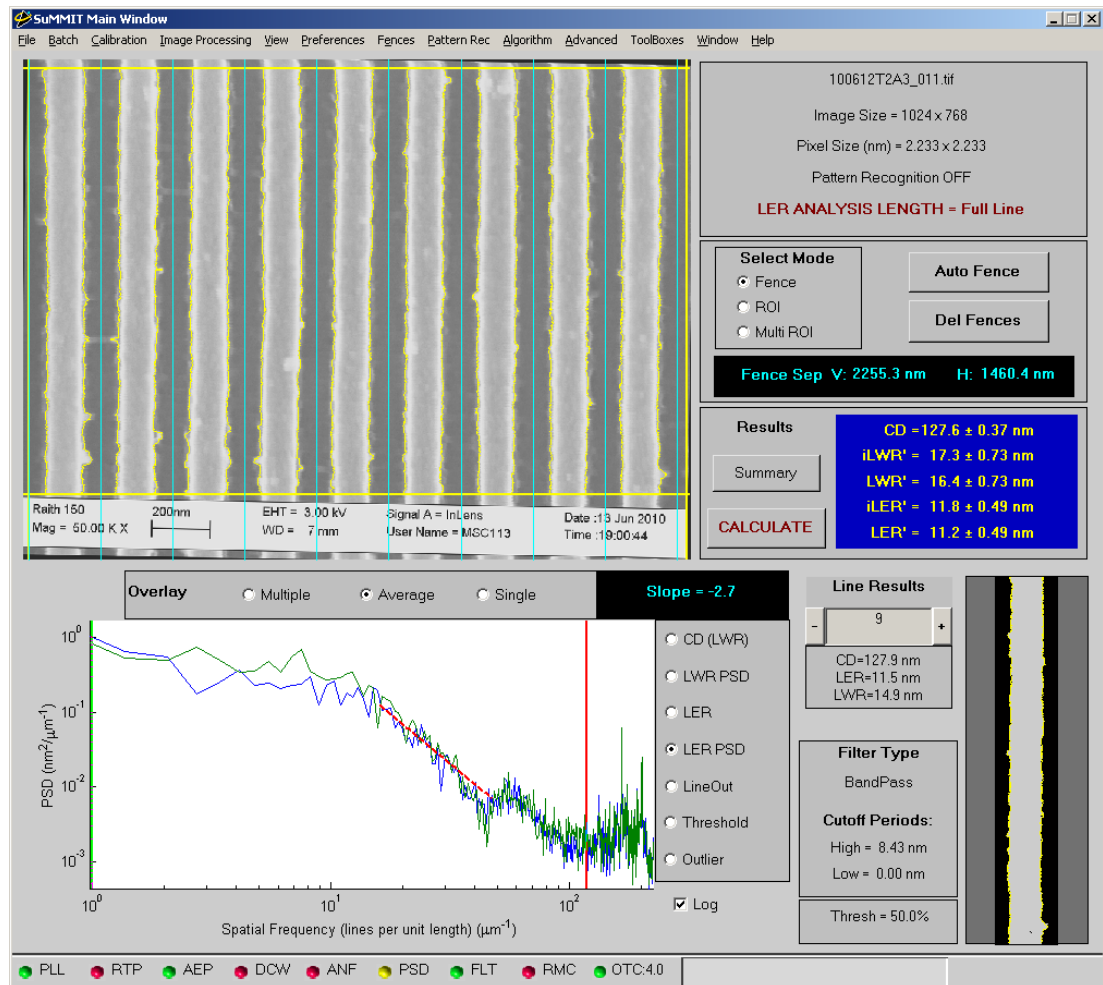 SuMMIT Main Window
File Batch Calibration Image Processing View Preferences Fences Pattern Rec Algorithm Advanced ToolBoxes Window Help
100612T2A3_011.tif
Image Size = 1024 x 768
Pixel Size (nm) = 2.233 x 2.233
Pattern Recognition OFF
LER ANALYSIS LENGTH = Full Line
Select Mode
Fence
ROI
Multi ROI
Auto Fence
Del Fences
Fence Sep V: 2255.3 nm H: 1460.4 nm
Results
Summary
CALCULATE
CD =127.6 ± 0.37 nm
iLWR' = 17.3 ± 0.73 nm
LWR' = 16.4 ± 0.73 nm
iLER' = 11.8 ± 0.49 nm
LER' = 11.2 ± 0.49 nm
Raith 150 200nm EHT = 3.00 kV Signal A = InLens Date :13 Jun 2010
Mag = 50.00 K X WD = 7 mm User Name = MSC113 Time :19:00:44
Overlay Multiple Average Single Slope = -2.7
CD (LWR)
LWR PSD
LER
LER PSD
LineOut
Threshold
Outlier
Log
PSD (nm²/μm⁻¹)
10⁰
10⁻¹
10⁻²
10⁻³
10⁰ 10¹ 10²
Spatial Frequency (lines per unit length) (μm⁻¹)
Line Results
- 9 +
CD=127.9 nm
LER=11.5 nm
LWR=14.9 nm
Filter Type
BandPass
Cutoff Periods:
High = 8.43 nm
Low = 0.00 nm
Thresh = 50.0%
PLL RTP AEP DCW ANF PSD FLT RMC OTC:4.0